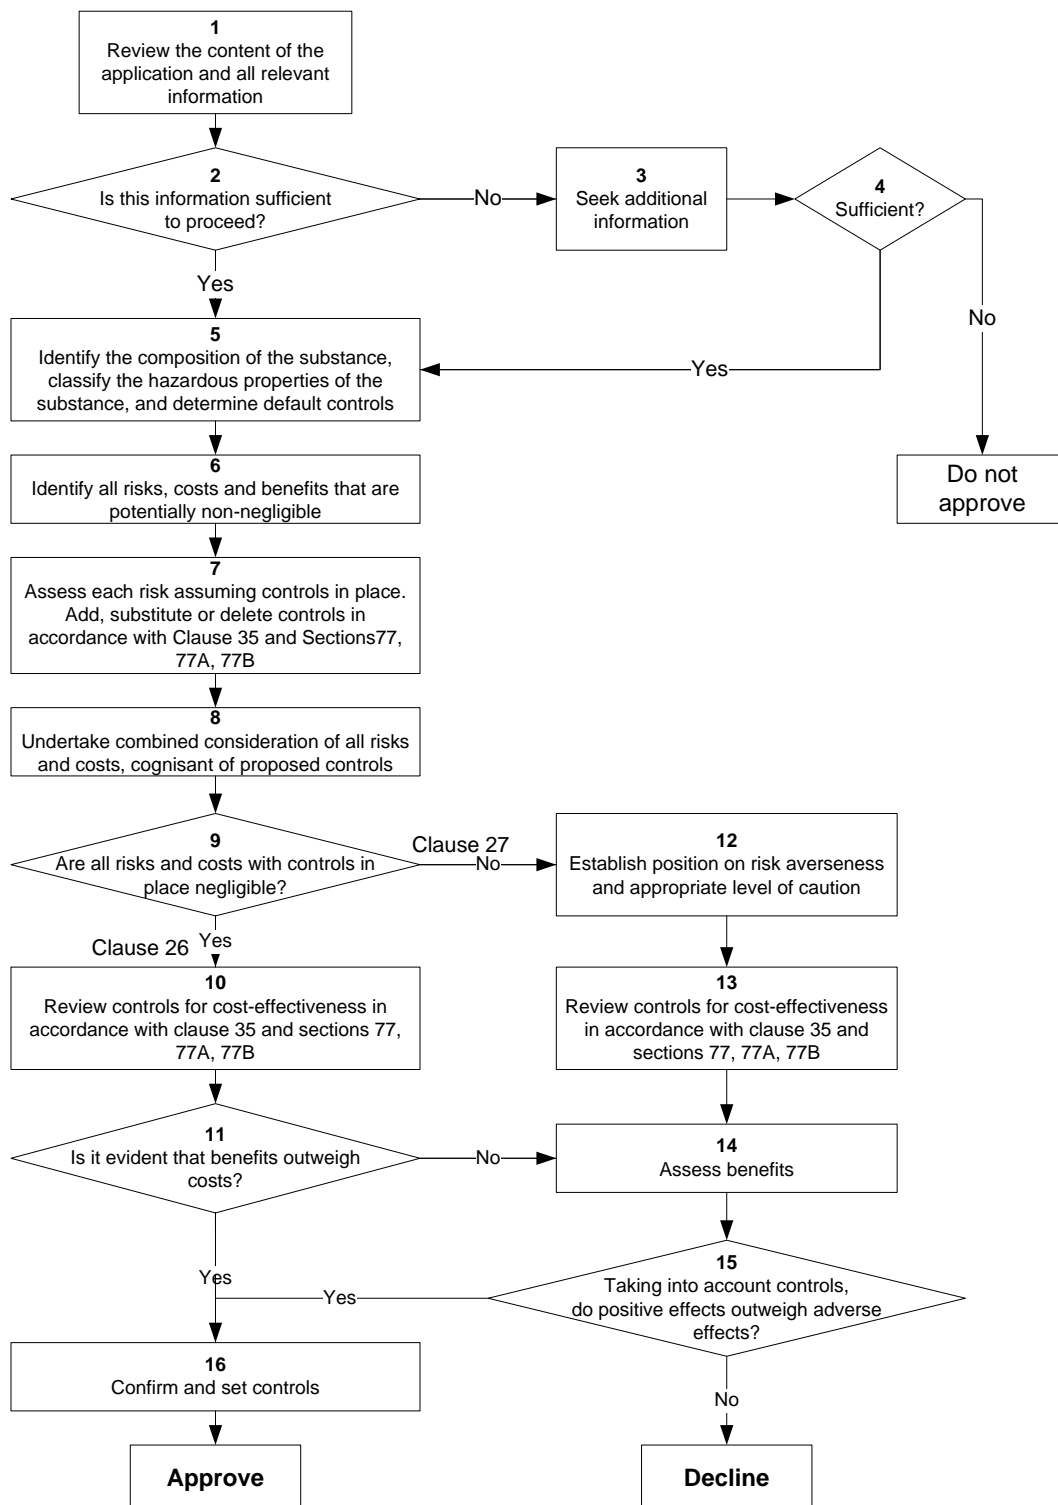 1
Review the content of the
application and all relevant
information
2
Is this information sufficient
to proceed?
No
3
Seek additional
information
4
Sufficient?
Yes
No
Yes
5
Identify the composition of the substance,
classify the hazardous properties of the
substance, and determine default controls
Do not
approve
6
Identify all risks, costs and benefits that are
potentially non-negligible
7
Assess each risk assuming controls in place.
Add, substitute or delete controls in
accordance with Clause 35 and Sections77,
77A, 77B
8
Undertake combined consideration of all risks
and costs, cognisant of proposed controls
9
Are all risks and costs with controls in
place negligible?
Clause 27
No
12
Establish position on risk averseness
and appropriate level of caution
Clause 26
Yes
10
Review controls for cost-effectiveness in
accordance with clause 35 and sections 77,
77A, 77B
13
Review controls for cost-effectiveness
in accordance with clause 35 and
sections 77, 77A, 77B
11
Is it evident that benefits outweigh
costs?
No
14
Assess benefits
Yes
15
Taking into account controls,
do positive effects outweigh adverse
effects?
Yes
16
Confirm and set controls
No
Approve
Decline